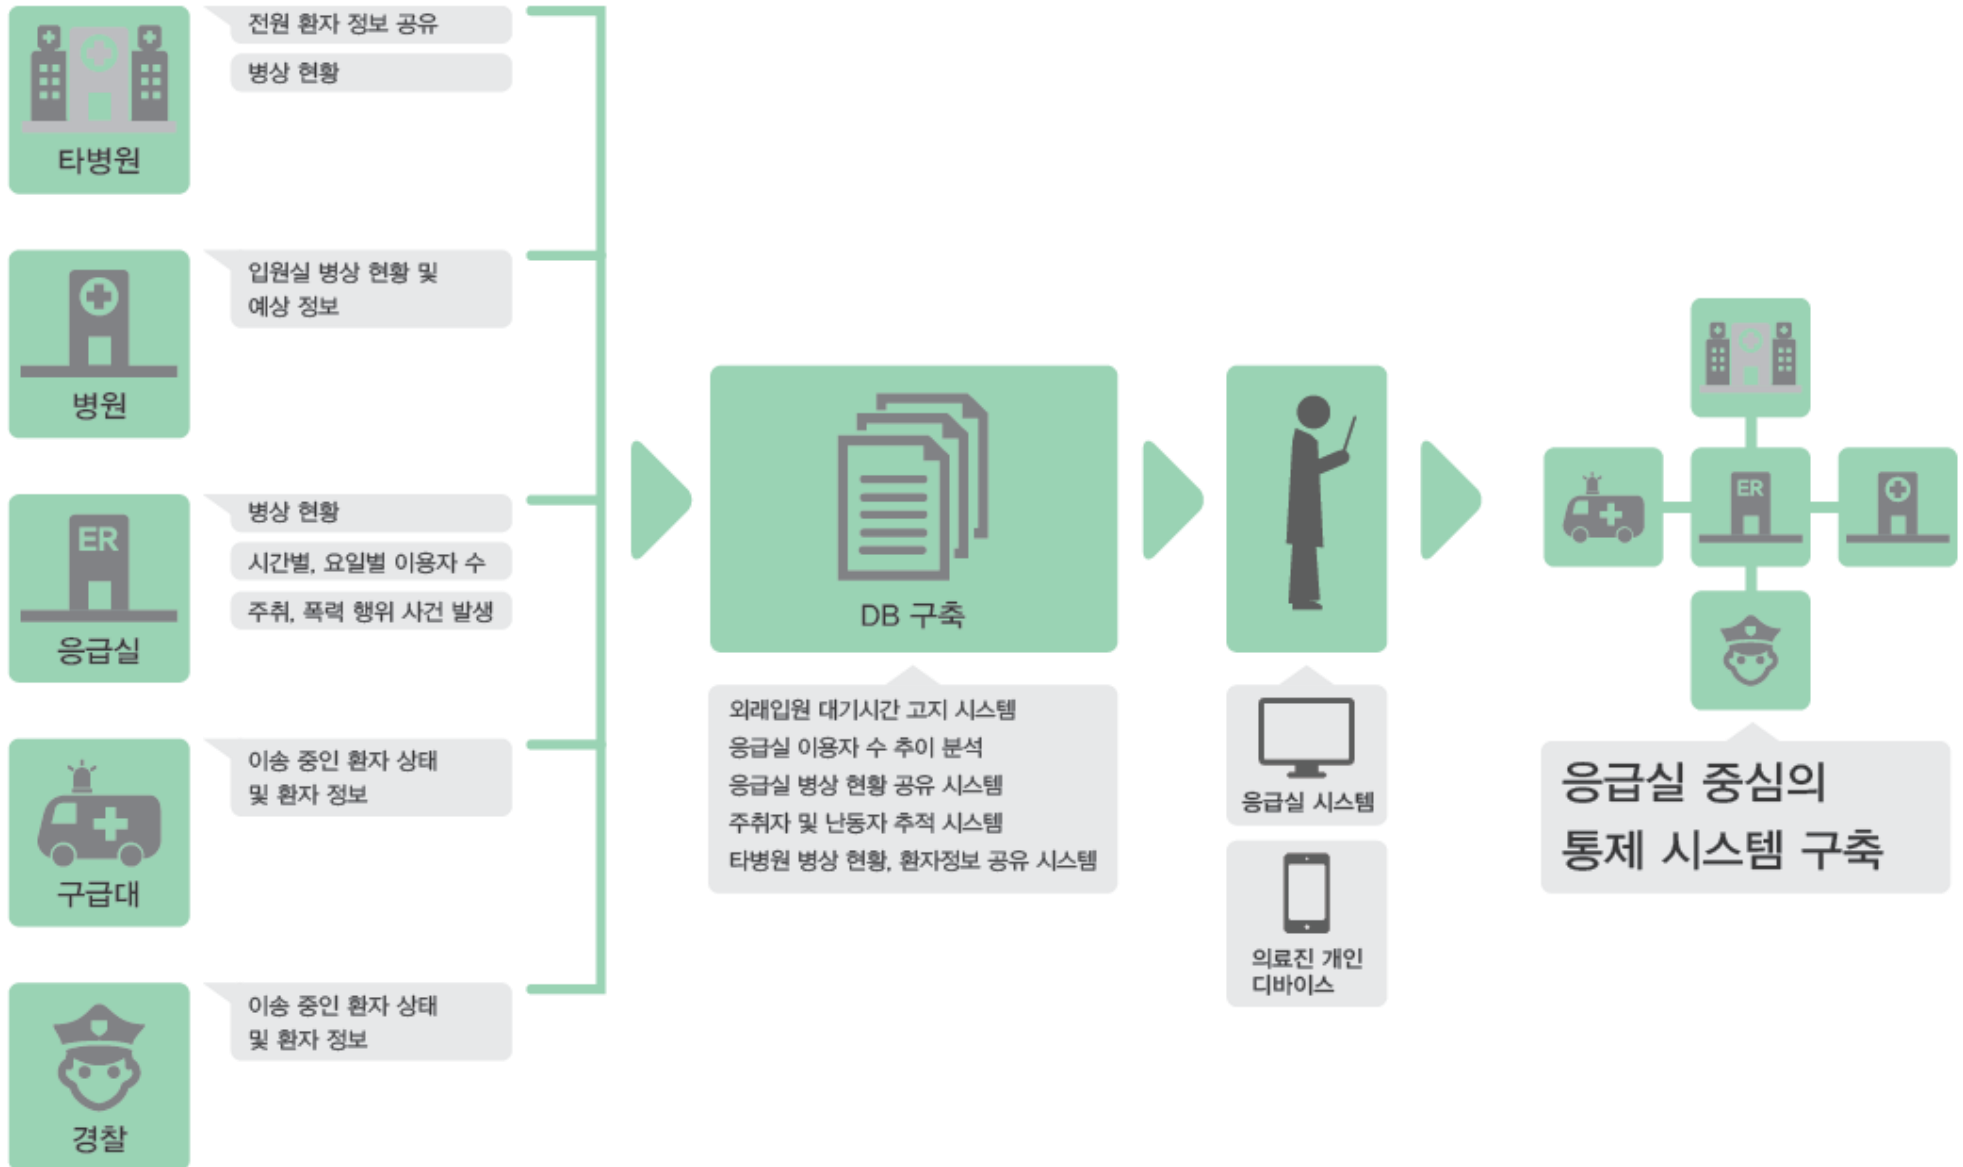 전원 환자 정보 공유
병상 현황
타병원
입원실 병상 현황 및
예상 정보
병원
ER
병상 현황
시간별, 요일별 이용자 수
주취, 폭력 행위 사건 발생
응급실
이송 중인 환자 상태
및 환자 정보
구급대
이송 중인 환자 상태
및 환자 정보
경찰
DB 구축
외래입원 대기시간 고지 시스템
응급실 이용자 수 추이 분석
응급실 병상 현황 공유 시스템
주취자 및 난동자 추적 시스템
타병원 병상 현황, 환자정보 공유 시스템
응급실 시스템
의료진 개인
디바이스
ER
응급실 중심의
통제 시스템 구축